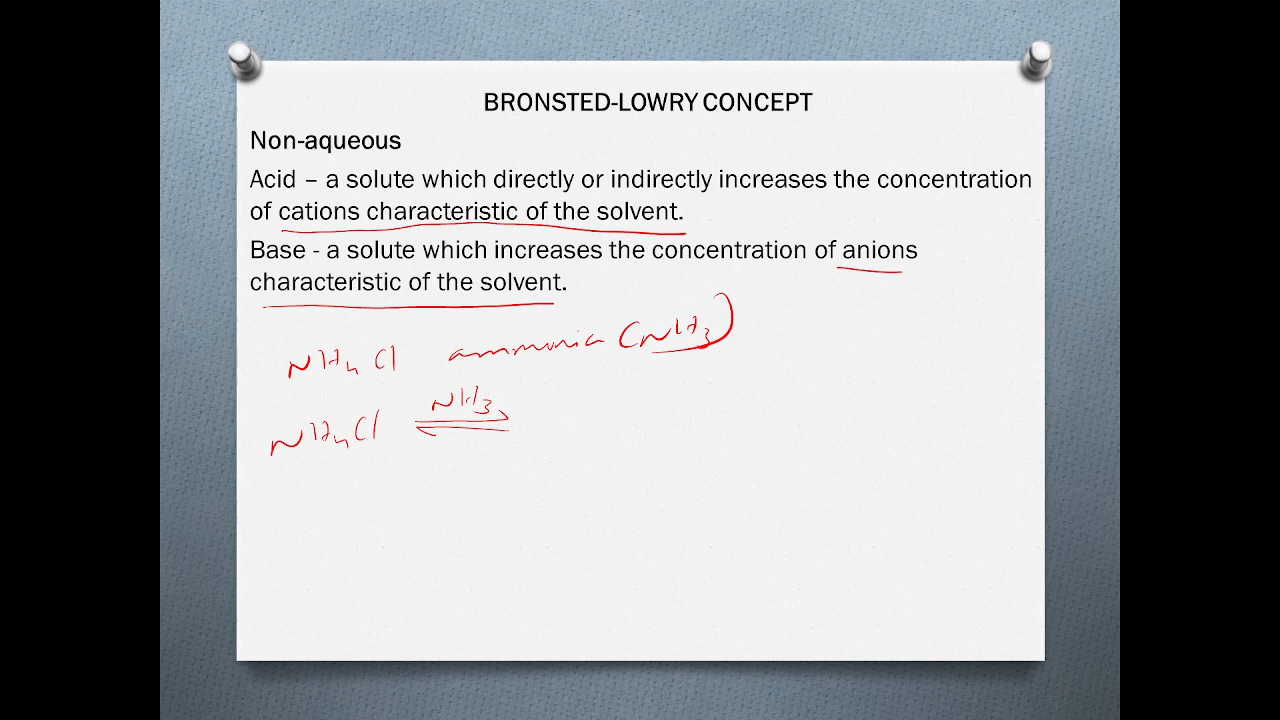 BRONSTED-LOWRY CONCEPT
Non-aqueous
Acid – a solute which directly or indirectly increases the concentration
of cations characteristic of the solvent.
Base - a solute which increases the concentration of anions
characteristic of the solvent.
NH4Cl ammonia (NH3)
NH4Cl ⇌ NH3